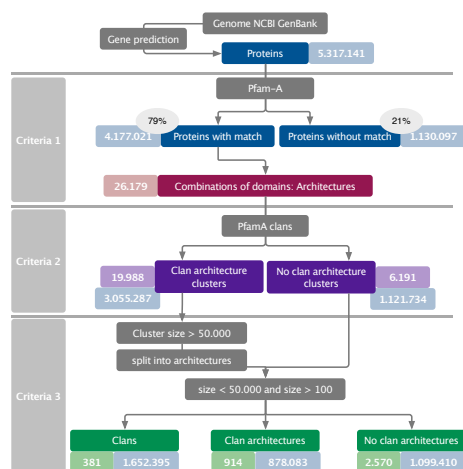 Genome NCBI GenBank
Gene prediction
Proteins 5.317.141
Pfam-A
Criteria 1
79% 21%
4.177.021 Proteins with match Proteins without match 1.130.097
26.179 Combinations of domains: Architectures
PfamA clans
Criteria 2
19.988 Clan architecture clusters No clan architecture clusters 6.191
3.055.287 1.121.734
Criteria 3
Cluster size > 50.000
split into architectures
size < 50.000 and size > 100
Clans Clan architectures No clan architectures
381 1.652.395 914 878.083 2.570 1.099.410